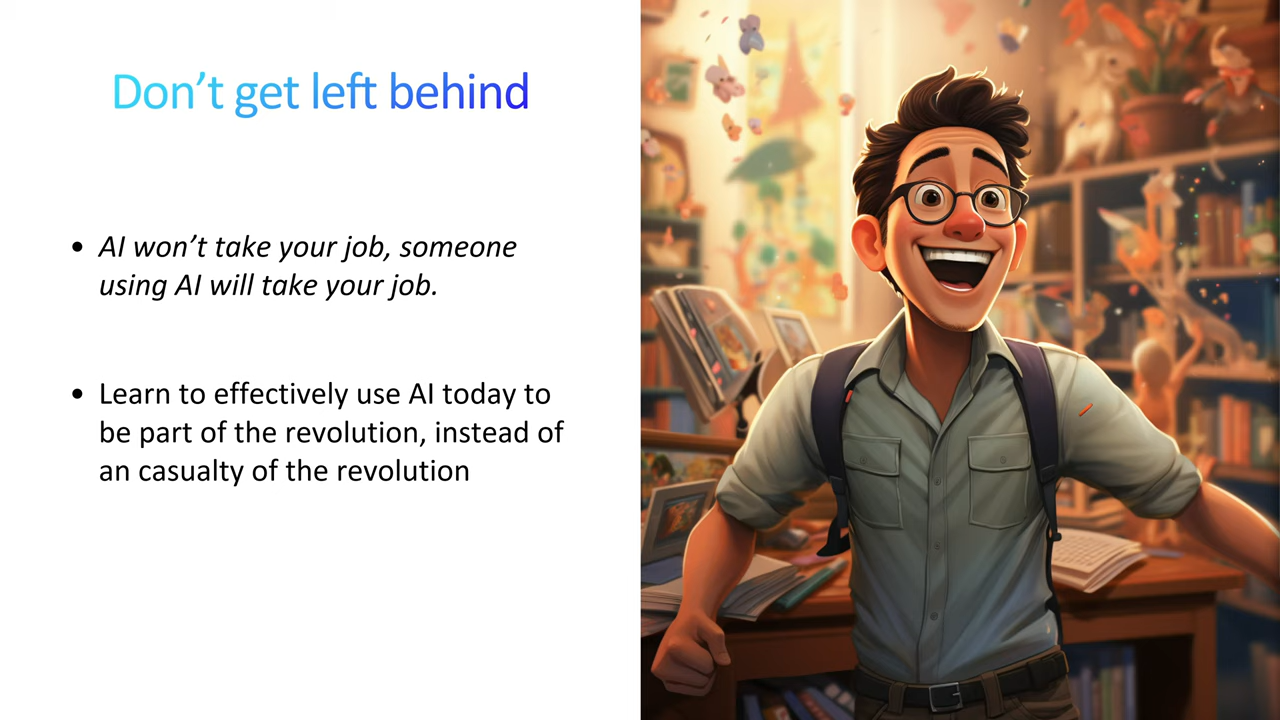 Don’t get left behind
• AI won’t take your job, someone
using AI will take your job.
• Learn to effectively use AI today to
be part of the revolution, instead of
an casualty of the revolution